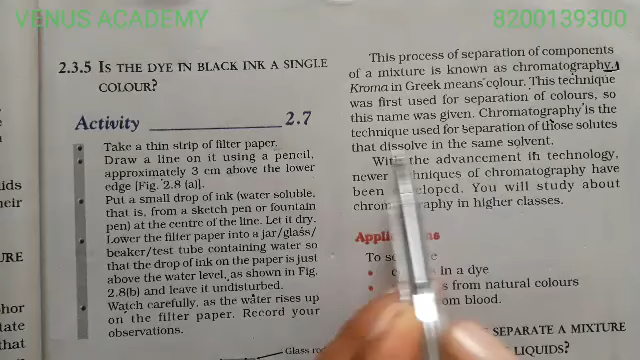 VENUS ACADEMY
8200139300
ids
heir
URE
phor
tate
that
2.3.5 IS THE DYE IN BLACK INK A SINGLE
COLOUR?
Activity 2.7
• Take a thin strip of filter paper.
• Draw a line on it using a pencil,
approximately 3 cm above the lower
edge [Fig. 2.8 (a)].
• Put a small drop of ink (water soluble,
that is, from a sketch pen or fountain
pen) at the centre of the line. Let it dry.
• Lower the filter paper into a jar/glass/
beaker/test tube containing water so
that the drop of ink on the paper is just
above the water level, as shown in Fig.
2.8(b) and leave it undisturbed.
• Watch carefully, as the water rises up
on the filter paper. Record your
observations.
Glass
This process of separation of components
of a mixture is known as chromatography.
Kroma in Greek means colour. This technique
was first used for separation of colours, so
this name was given. Chromatography is the
technique used for separation of those solutes
that dissolve in the same solvent.
With the advancement in technology,
newer techniques of chromatography have
been developed. You will study about
in higher classes.
Applications
To
• in a dye
• from natural colours
• from blood.
SEPARATE A MIXTURE
LIQUIDS?